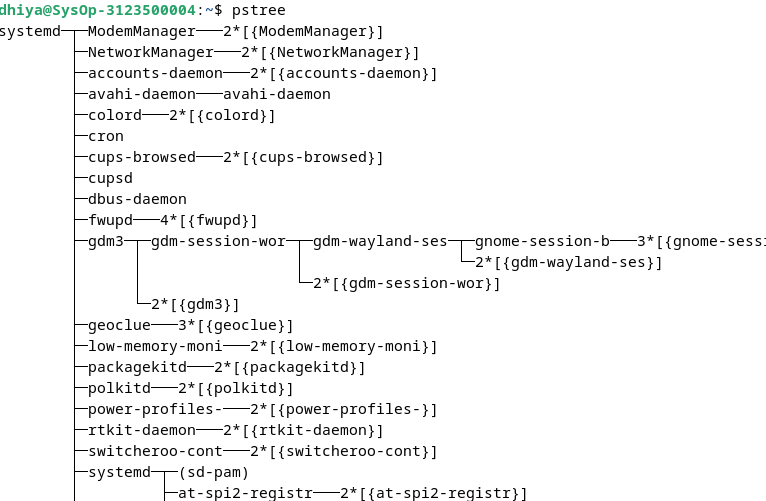 dhiya@SysOp-3123500004:~$ pstree
systemd─┬─ModemManager───2*[{ModemManager}]
        ├─NetworkManager───2*[{NetworkManager}]
        ├─accounts-daemon───2*[{accounts-daemon}]
        ├─avahi-daemon───avahi-daemon
        ├─colord───2*[{colord}]
        ├─cron
        ├─cups-browsed───2*[{cups-browsed}]
        ├─cupsd
        ├─dbus-daemon
        ├─fwupd───4*[{fwupd}]
        ├─gdm3─┬─gdm-session-wor─┬─gdm-wayland-ses─┬─gnome-session-b───3*[{gnome-sess
        │      │                 │                 └─2*[{gdm-wayland-ses}]
        │      │                 └─2*[{gdm-session-wor}]
        │      └─2*[{gdm3}]
        ├─geoclue───3*[{geoclue}]
        ├─low-memory-moni───2*[{low-memory-moni}]
        ├─packagekitd───2*[{packagekitd}]
        ├─polkitd───2*[{polkitd}]
        ├─power-profiles-───2*[{power-profiles-}]
        ├─rtkit-daemon───2*[{rtkit-daemon}]
        ├─switcheroo-cont───2*[{switcheroo-cont}]
        ├─systemd─┬─(sd-pam)
        │         ├─at-spi2-registr───2*[{at-spi2-registr}]